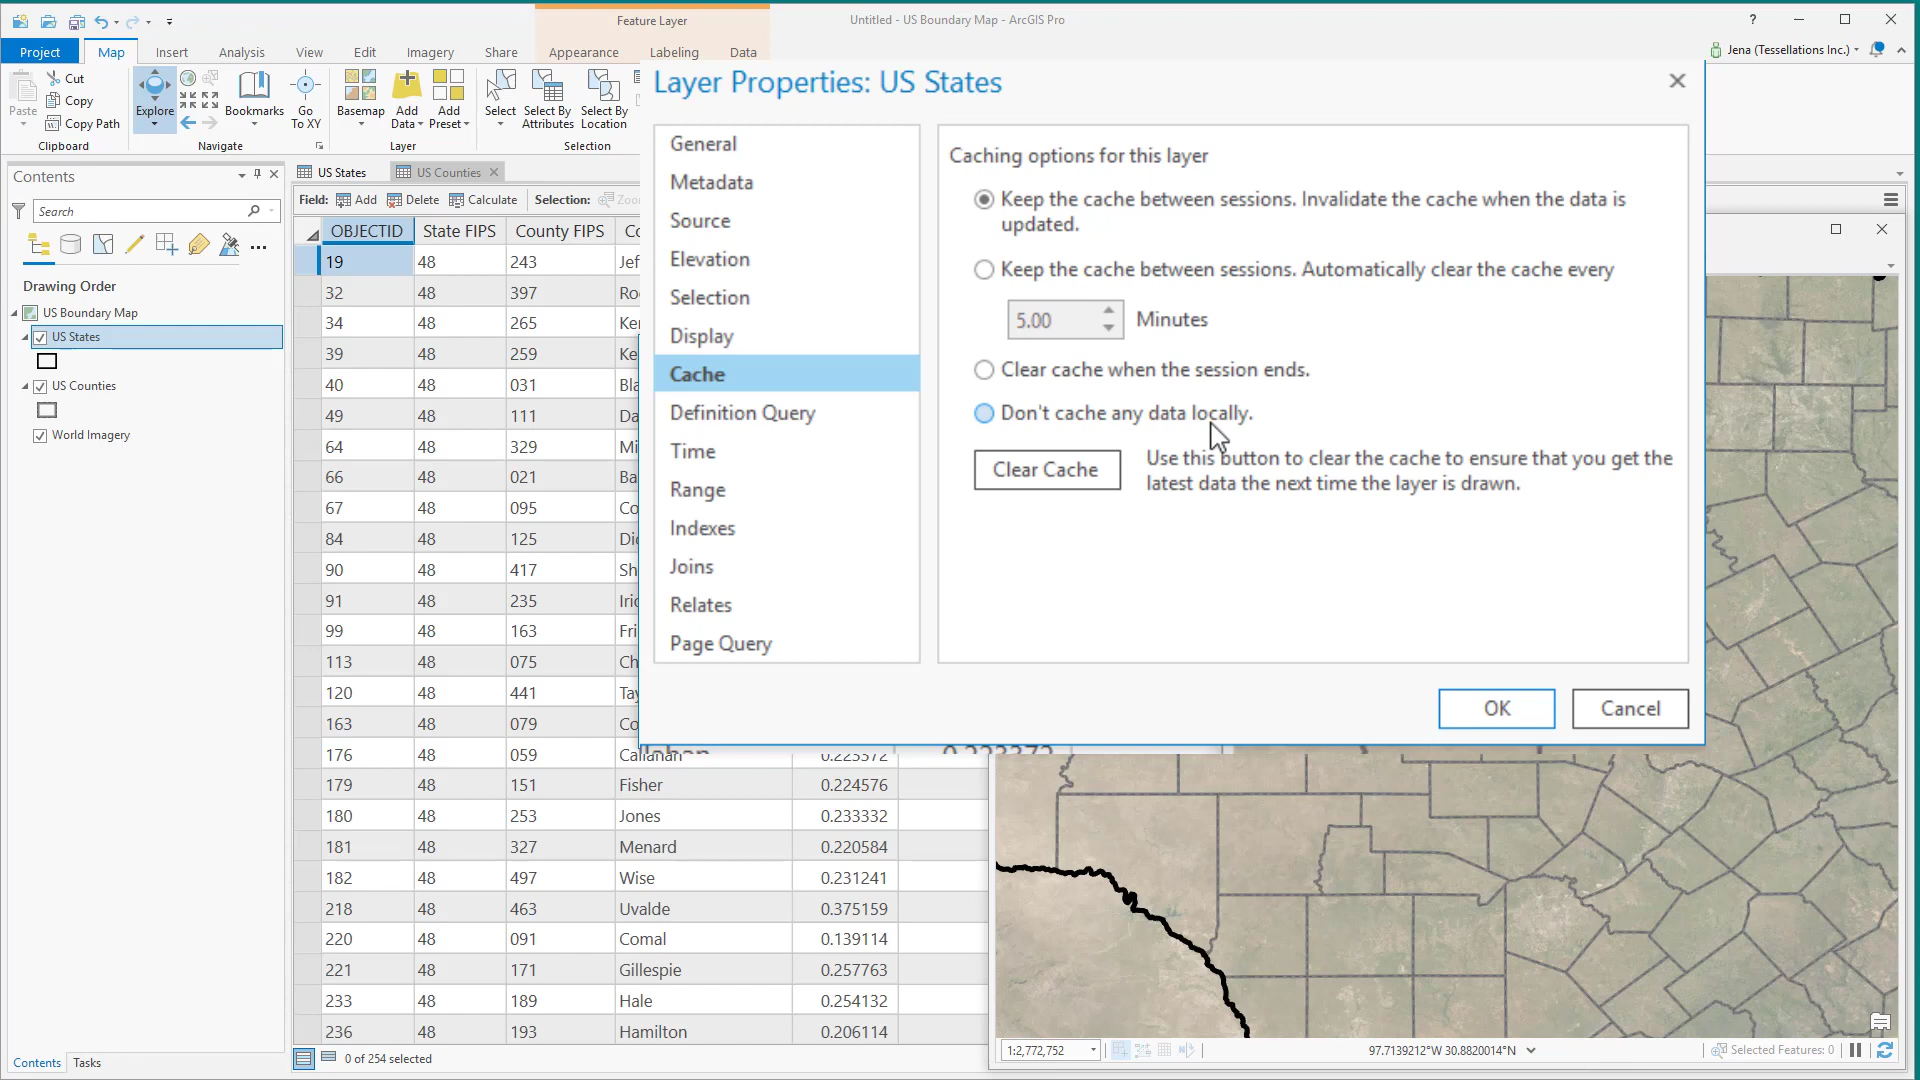 Feature Layer
Untitled - US Boundary Map - ArcGIS Pro
?
Project Map Insert Analysis View Edit Imagery Share Appearance Labeling Data
Jena (Tessellations Inc.)
Paste
Cut
Copy
Copy Path
Clipboard
Explore
Bookmarks
Go
To XY
Navigate
Basemap
Add
Data
Add
Preset
Layer
Select
Select By
Attributes
Select By
Location
Selection
Contents
Search
Drawing Order
US Boundary Map
US States
US Counties
World Imagery
Contents Tasks
US States US Counties
Field: Add Delete Calculate Selection:
OBJECTID State FIPS County FIPS
19 48 243 Jef
32 48 397
34 48 265
39 48 259
40 48 031 Bla
49 48 111
64 48 329
66 48 021
67 48 095
84 48 125
90 48 417
91 48 235
99 48 163
113 48 075
120 48 441
163 48 079
176 48 059 Callahan 0.223372
179 48 151 Fisher 0.224576
180 48 253 Jones 0.233332
181 48 327 Menard 0.220584
182 48 497 Wise 0.231241
218 48 463 Uvalde 0.375159
220 48 091 Comal 0.139114
221 48 171 Gillespie 0.257763
233 48 189 Hale 0.254132
236 48 193 Hamilton 0.206114
0 of 254 selected
Layer Properties: US States
General
Metadata
Source
Elevation
Selection
Display
Cache
Definition Query
Time
Range
Indexes
Joins
Relates
Page Query
Caching options for this layer
Keep the cache between sessions. Invalidate the cache when the data is
updated.
Keep the cache between sessions. Automatically clear the cache every
5.00 Minutes
Clear cache when the session ends.
Don't cache any data locally.
Clear Cache
Use this button to clear the cache to ensure that you get the
latest data the next time the layer is drawn.
OK Cancel
1:2,772,752
97.7139212°W 30.8820014°N
Selected Features: 0